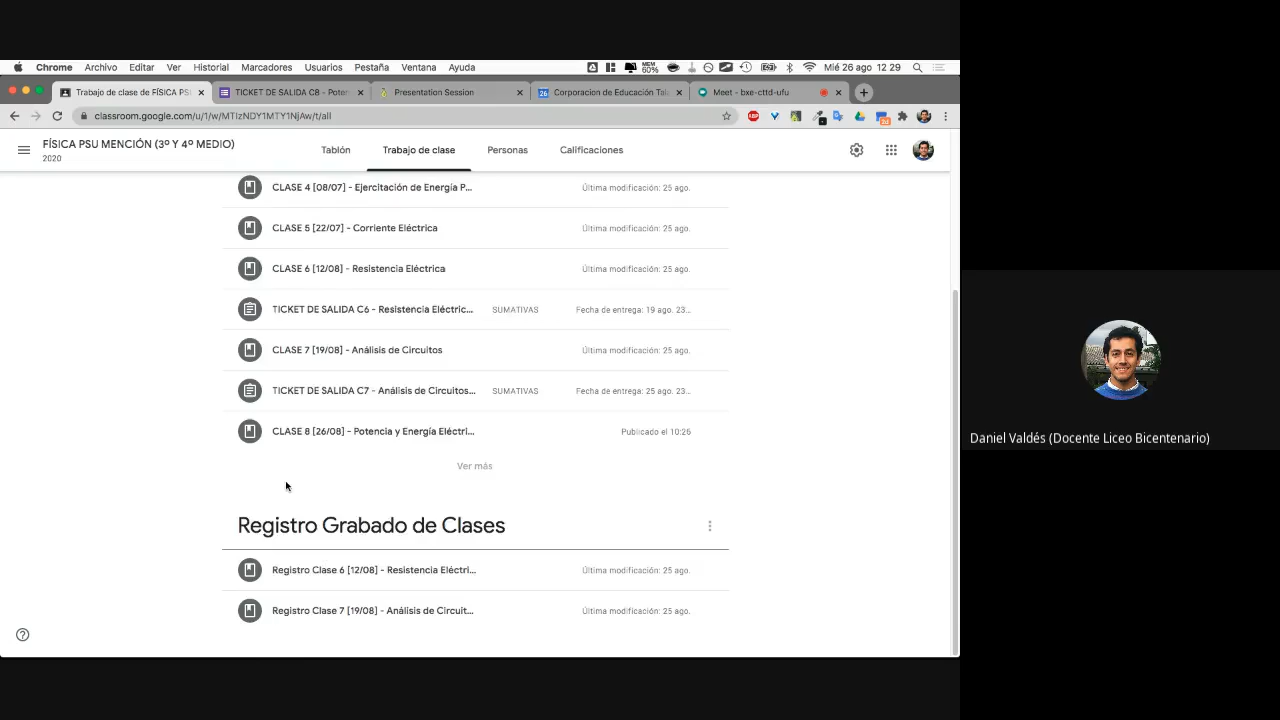 Chrome Archivo Editar Ver Historial Marcadores Usuarios Pestaña Ventana Ayuda MEM 60% Mié 26 ago 12 29
Trabajo de clase de FÍSICA PS TICKET DE SALIDA C8 - Poten Presentation Session 26 Corporacion de Educación Tal Meet - bxe-cttd-ufu
classroom.google.com/u/1/w/MTIzNDY1MTY1NjAw/t/all
FÍSICA PSU MENCIÓN (3º Y 4º MEDIO)
2020
Tablón Trabajo de clase Personas Calificaciones
CLASE 4 [08/07] - Ejercitación de Energía P... Última modificación: 25 ago.
CLASE 5 [22/07] - Corriente Eléctrica Última modificación: 25 ago.
CLASE 6 [12/08] - Resistencia Eléctrica Última modificación: 25 ago.
TICKET DE SALIDA C6 - Resistencia Eléctric... SUMATIVAS Fecha de entrega: 19 ago. 23...
CLASE 7 [19/08] - Análisis de Circuitos Última modificación: 25 ago.
TICKET DE SALIDA C7 - Análisis de Circuitos... SUMATIVAS Fecha de entrega: 25 ago. 23...
CLASE 8 [26/08] - Potencia y Energía Eléctri... Publicado el 10:26
Ver más
Registro Grabado de Clases
Registro Clase 6 [12/08] - Resistencia Eléctri... Última modificación: 25 ago.
Registro Clase 7 [19/08] - Análisis de Circuit... Última modificación: 25 ago.
Daniel Valdés (Docente Liceo Bicentenario)